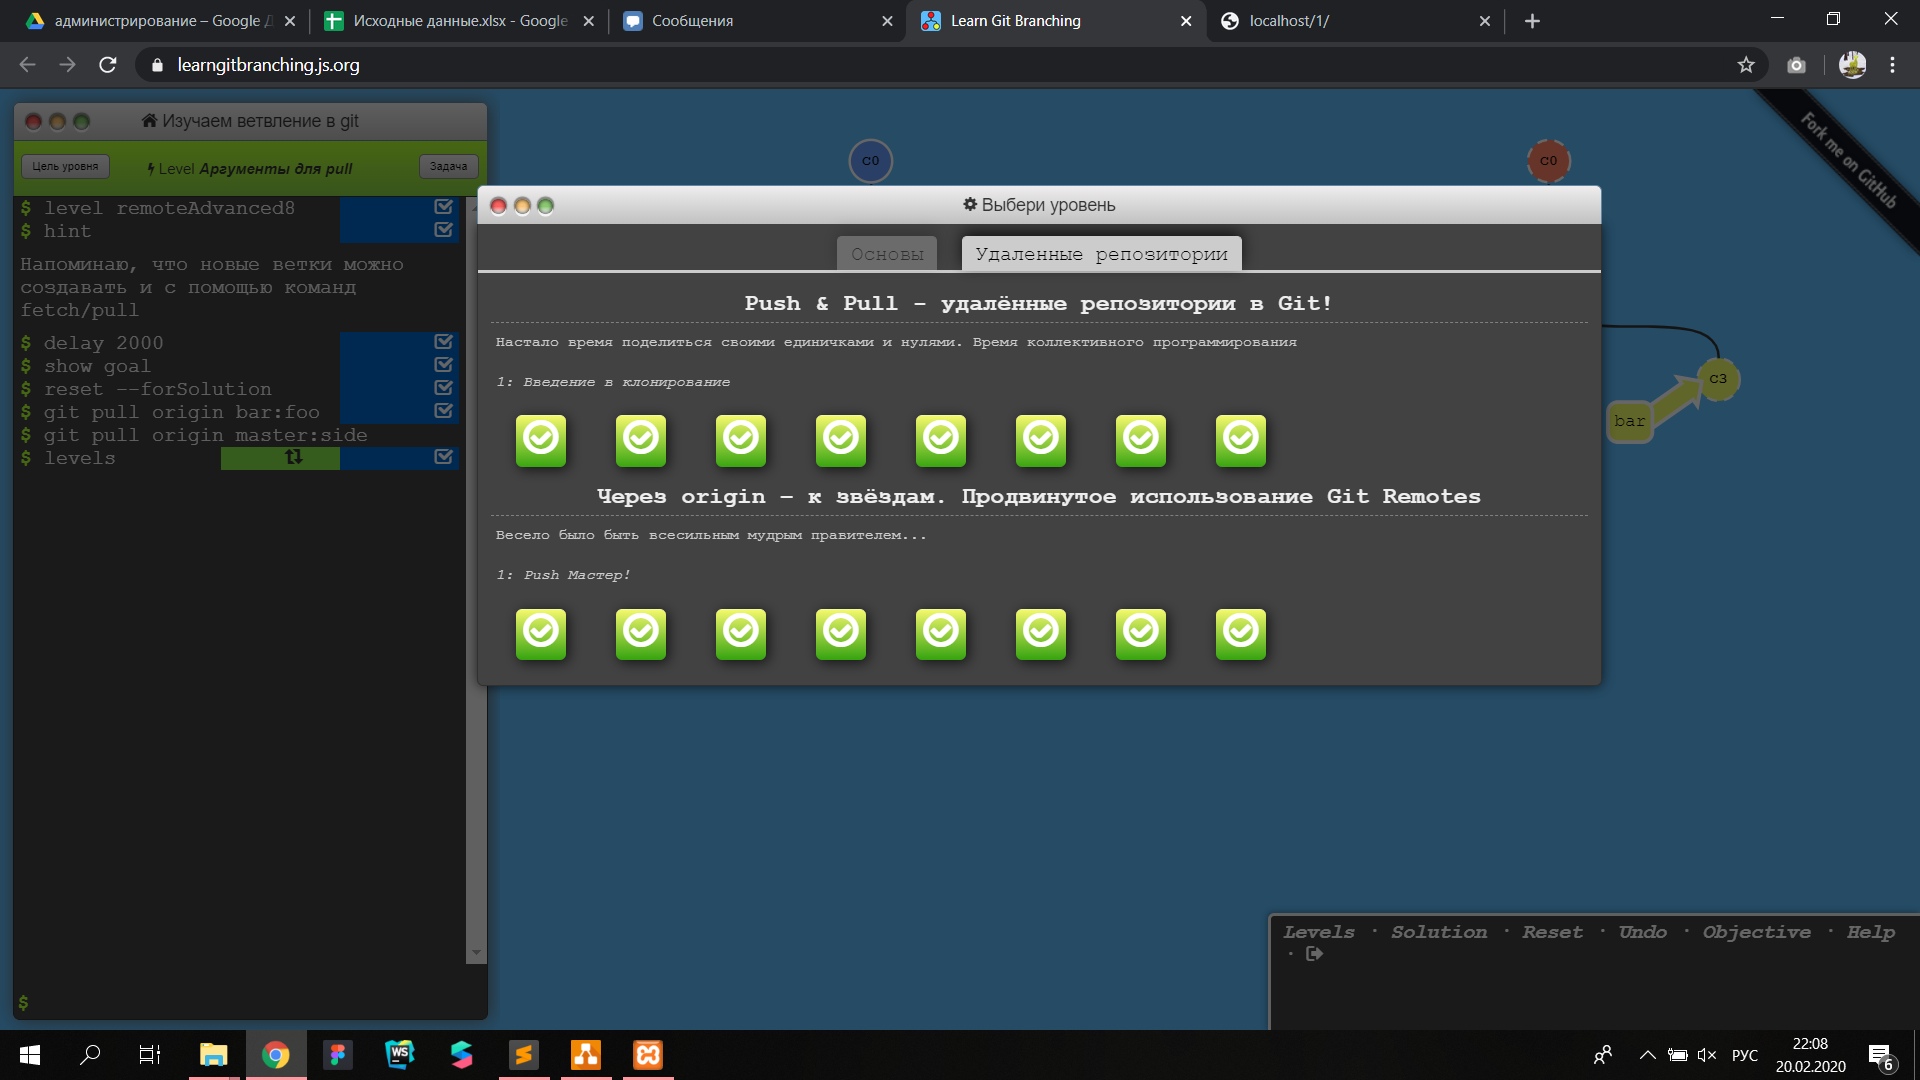 администрирование – Google Д
Исходные данные.xlsx - Google
Сообщения
Learn Git Branching
localhost/1/
learngitbranching.js.org
Изучаем ветвление в git
Цель уровня
Level Аргументы для pull
Задача
$ level remoteAdvanced8
$ hint
Напоминаю, что новые ветки можно
создавать и с помощью команд
fetch/pull
$ delay 2000
$ show goal
$ reset --forSolution
$ git pull origin bar:foo
$ git pull origin master:side
$ levels
$
C0
C0
Fork me on GitHub
Выбери уровень
Основы
Удаленные репозитории
Push & Pull - удалённые репозитории в Git!
Настало время поделиться своими единичками и нулями. Время коллективного программирования
1: Введение в клонирование
Через origin – к звёздам. Продвинутое использование Git Remotes
Весело было быть всесильным мудрым правителем...
1: Push Мастер!
C3
bar
Levels · Solution · Reset · Undo · Objective · Help
·
WS
РУС
22:08
20.02.2020
6